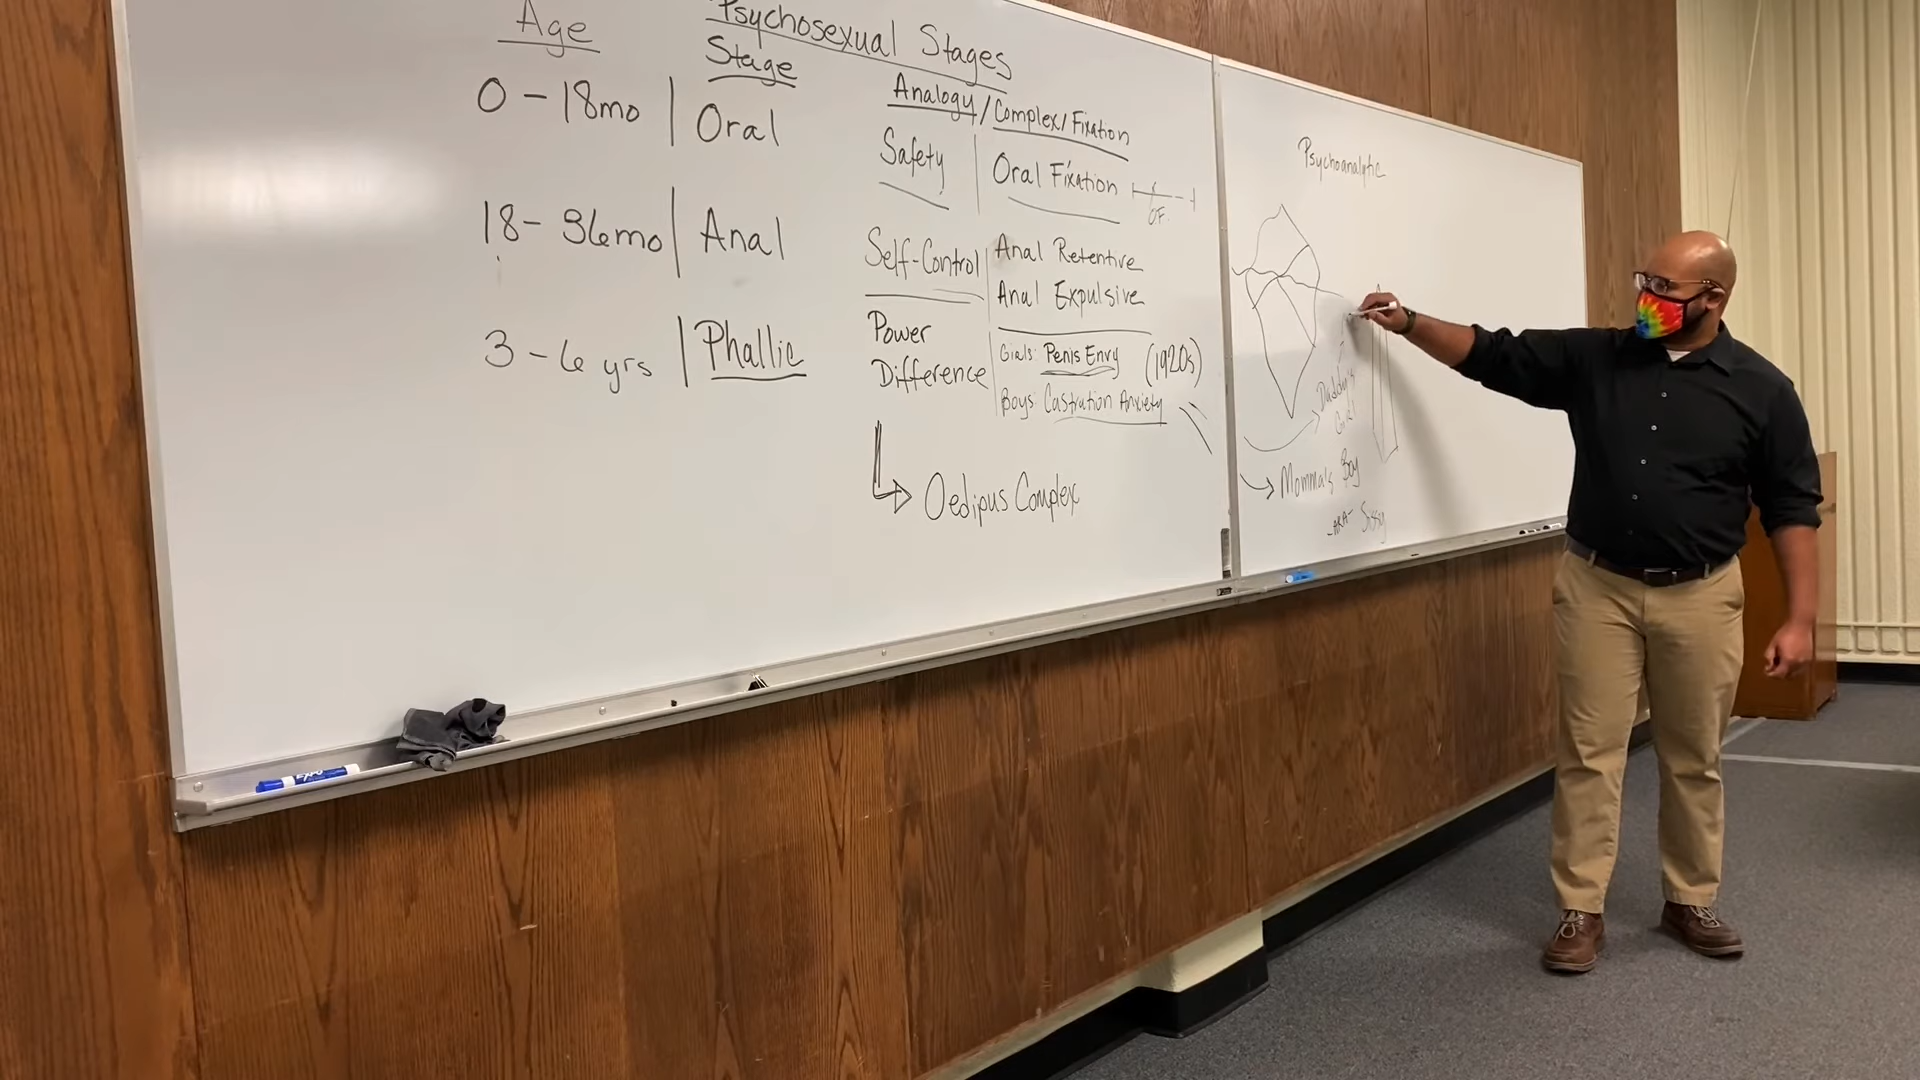 Psychosexual Stages
Age
Stage
Analogy/Complex/Fixation
0-18mo | Oral
Safety
Oral Fixation
OF.
18-36mo | Anal
Self-Control
Anal Retentive
Anal Expulsive
3-6 yrs | Phallic
Power
Difference
Girls: Penis Envy (1920s)
Boys: Castration Anxiety
Oedipus Complex
Psychoanalytic
Daddy's
Girl
Momma's Boy
-AKA- Sissy
EXPO